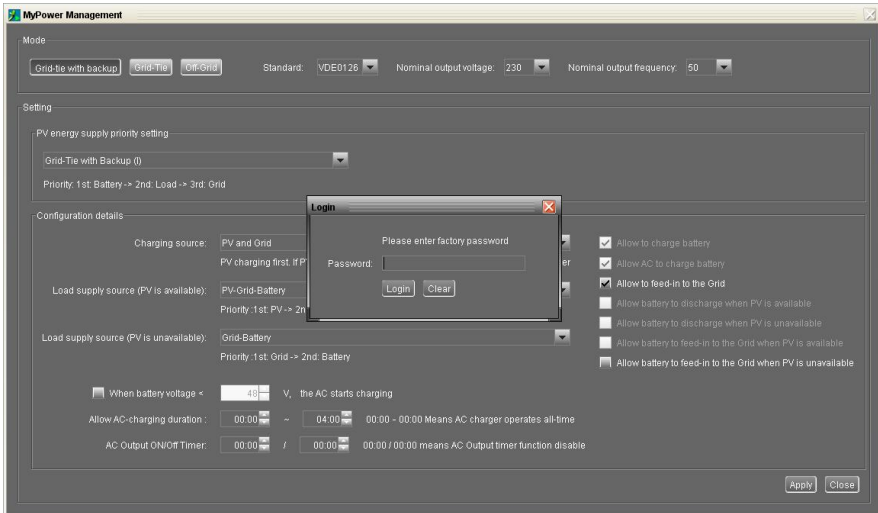 MyPower Management
Mode
Grid-tie with backup Grid-Tie Off-Grid Standard: VDE0126 Nominal output voltage: 230 Nominal output frequency: 50
Setting
PV energy supply priority setting
Grid-Tie with Backup (I)
Priority: 1st: Battery-> 2nd: Load -> 3rd: Grid
Configuration details
Charging source: PV and Grid
PV charging first. If P er
Load supply source (PV is available): PV-Grid-Battery
Priority :1st: PV-> 2n
Load supply source (PV is unavailable): Grid-Battery
Priority :1st: Grid -> 2nd: Battery
When battery voltage < 48 V, the AC starts charging
Allow AC-charging duration : 00:00 ~ 04:00 00:00 - 00:00 Means AC charger operates all-time
AC Output ON/Off Timer: 00:00 / 00:00 00:00 / 00:00 means AC Output timer function disable
Allow to charge battery
Allow AC to charge battery
Allow to feed-in to the Grid
Allow battery to discharge when PV is available
Allow battery to discharge when PV is unavailable
Allow battery to feed-in to the Grid when PV is available
Allow battery to feed-in to the Grid when PV is unavailable
Login
Please enter factory password
Password:
Login Clear
Apply Close